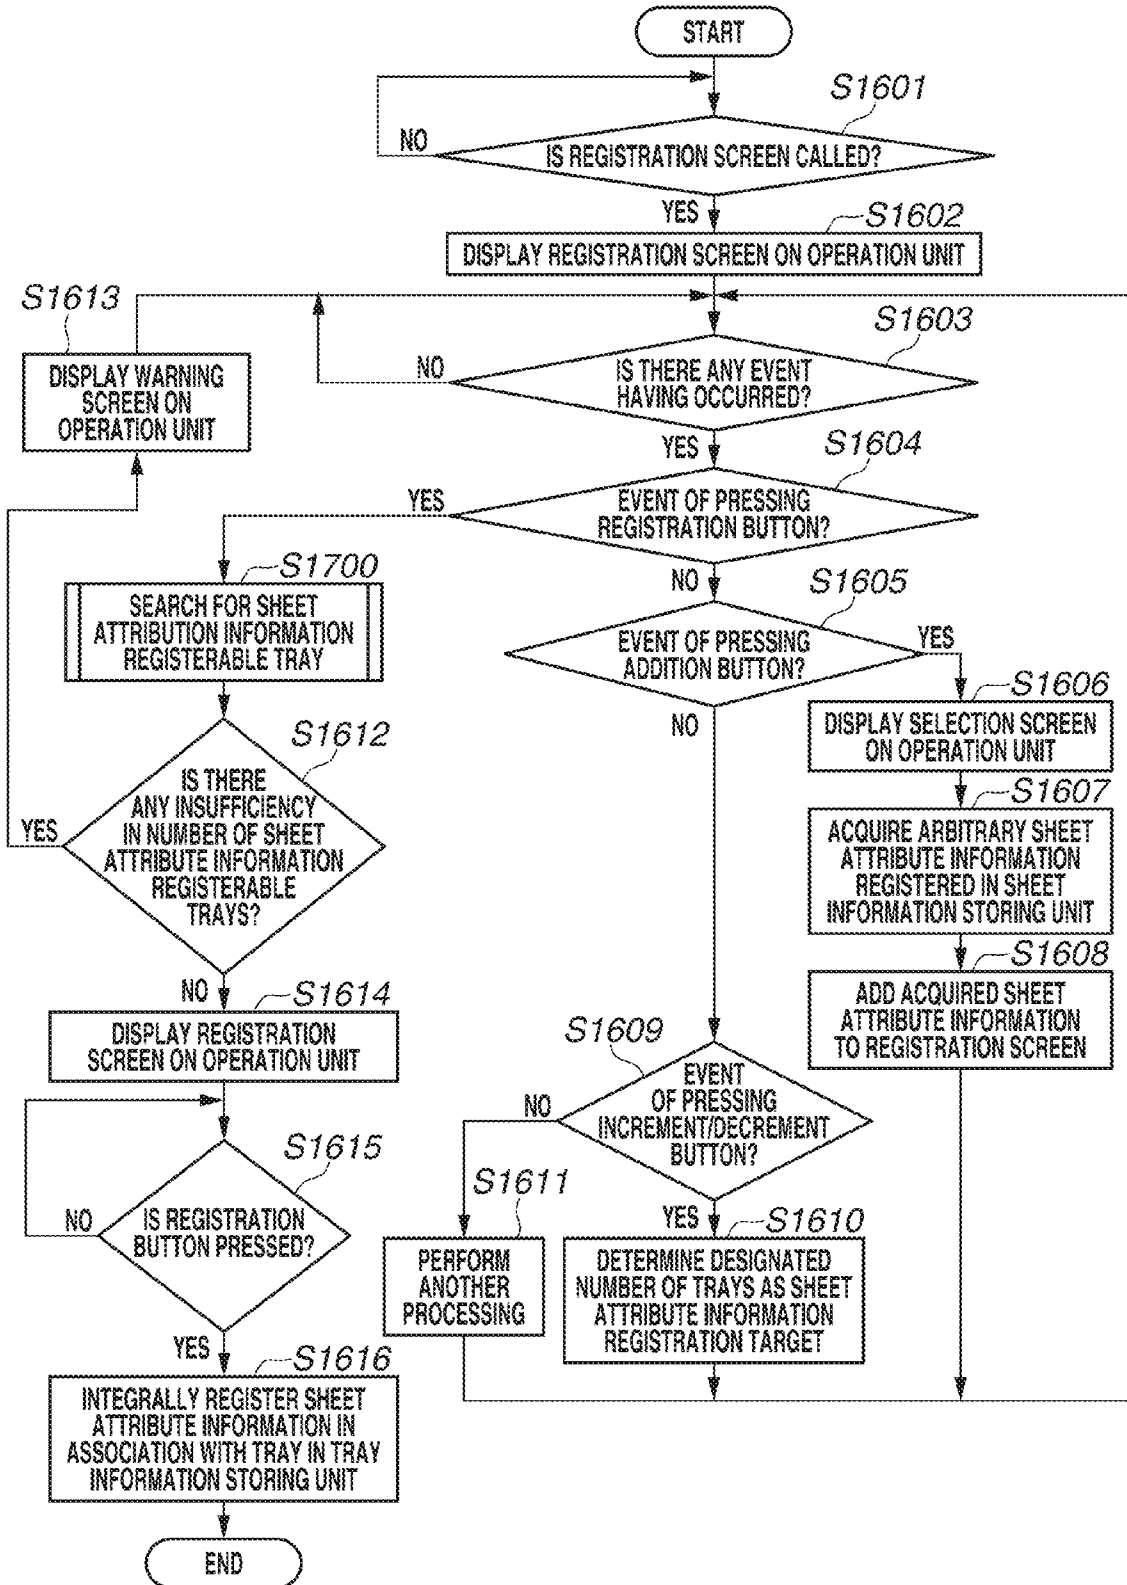 START
S1601
NO
IS REGISTRATION SCREEN CALLED?
YES
S1602
DISPLAY REGISTRATION SCREEN ON OPERATION UNIT
S1613
DISPLAY WARNING
SCREEN ON
OPERATION UNIT
S1603
NO
IS THERE ANY EVENT
HAVING OCCURRED?
YES
S1604
YES
EVENT OF PRESSING
REGISTRATION BUTTON?
NO
S1700
SEARCH FOR SHEET
ATTRIBUTION INFORMATION
REGISTERABLE TRAY
S1605
EVENT OF PRESSING
ADDITION BUTTON?
YES
NO
S1606
DISPLAY SELECTION SCREEN
ON OPERATION UNIT
S1607
ACQUIRE ARBITRARY SHEET
ATTRIBUTE INFORMATION
REGISTERED IN SHEET
INFORMATION STORING UNIT
S1608
ADD ACQUIRED SHEET
ATTRIBUTE INFORMATION
TO REGISTRATION SCREEN
S1612
IS THERE
ANY INSUFFICIENCY
IN NUMBER OF SHEET
ATTRIBUTE INFORMATION
REGISTERABLE
TRAYS?
YES
NO
S1614
DISPLAY REGISTRATION
SCREEN ON OPERATION UNIT
S1609
EVENT
OF PRESSING
INCREMENT/DECREMENT
BUTTON?
NO
YES
S1611
PERFORM
ANOTHER
PROCESSING
S1610
DETERMINE DESIGNATED
NUMBER OF TRAYS AS SHEET
ATTRIBUTE INFORMATION
REGISTRATION TARGET
S1615
NO
IS REGISTRATION
BUTTON PRESSED?
YES
S1616
INTEGRALLY REGISTER SHEET
ATTRIBUTE INFORMATION IN
ASSOCIATION WITH TRAY IN TRAY
INFORMATION STORING UNIT
END